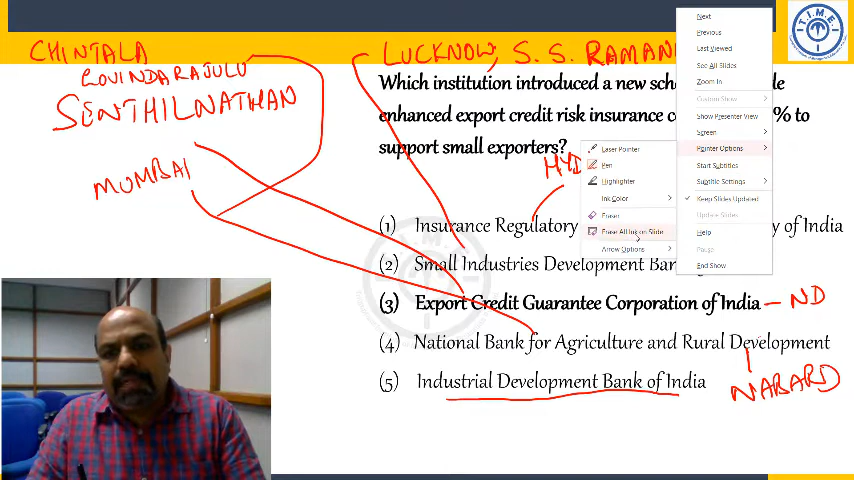 CHINTALA
GOVINDARAJULU
SENTHILNATHAN
MUMBAI
LUCKNOW, S. S. RAMAN
T.I.M.E.
Which institution introduced a new
enhanced export credit risk insurance % to
support small exporters?
HYD
(1) Insurance Regulatory y of India
(2) Small Industries Development Ban
(3) Export Credit Guarantee Corporation of India – ND
(4) National Bank for Agriculture and Rural Development
(5) Industrial Development Bank of India
NABARD
Laser Pointer
Pen
Highlighter
Ink Color
Eraser
Erase All Ink on Slide
Arrow Options
Next
Previous
Last Viewed
See All Slides
Zoom In
Custom Show
Show Presenter View
Screen
Pointer Options
Start Subtitles
Subtitle Settings
Keep Slides Updated
Update Slides
Help
Pause
End Show